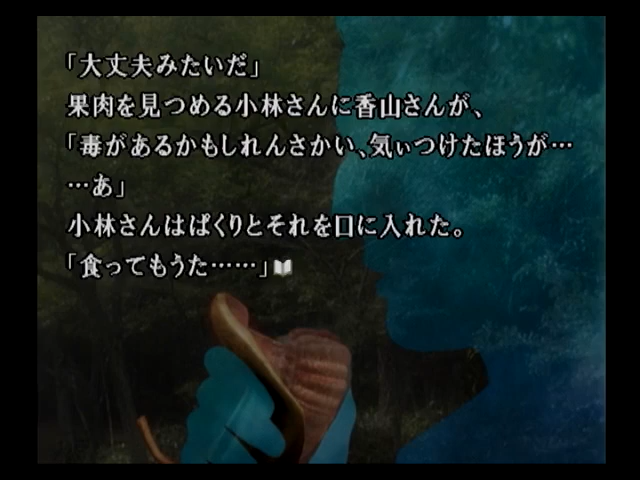 「大丈夫みたいだ」
果肉を見つめる小林さんに香山さんが、
「毒があるかもしれんさかい、気ぃつけたほうが…
…あ」
小林さんはぱくりとそれを口に入れた。
「食ってもうた……」